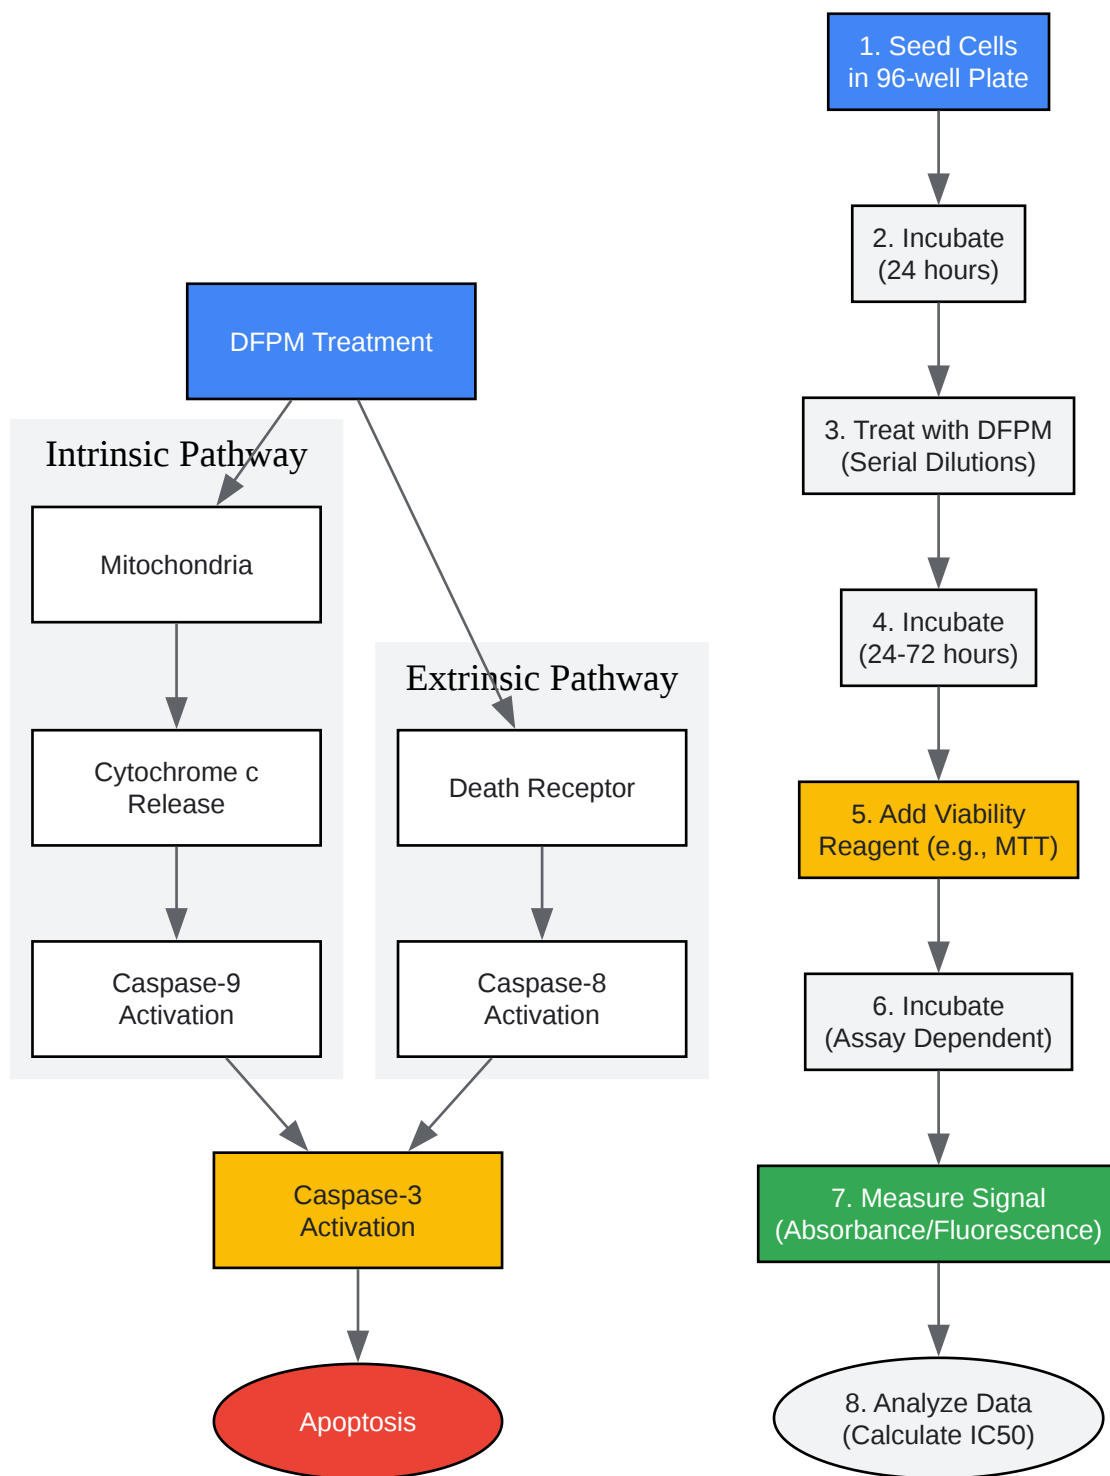 DFPM Treatment
Intrinsic Pathway
Mitochondria
Cytochrome c
Release
Caspase-9
Activation
Extrinsic Pathway
Death Receptor
Caspase-8
Activation
Caspase-3
Activation
Apoptosis
1. Seed Cells
in 96-well Plate
2. Incubate
(24 hours)
3. Treat with DFPM
(Serial Dilutions)
4. Incubate
(24-72 hours)
5. Add Viability
Reagent (e.g., MTT)
6. Incubate
(Assay Dependent)
7. Measure Signal
(Absorbance/Fluorescence)
8. Analyze Data
(Calculate IC50)